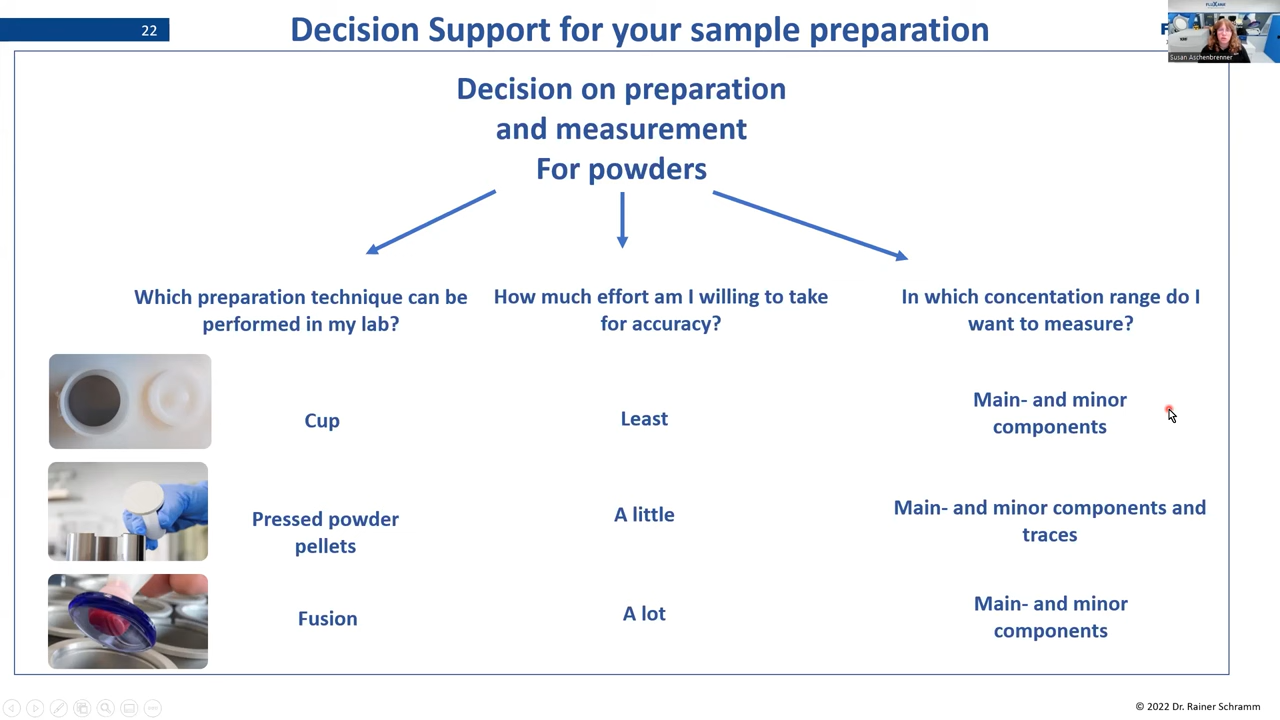 22
Decision Support for your sample preparation
Susan Aschenbrenner
Decision on preparation
and measurement
For powders
Which preparation technique can be
performed in my lab?
How much effort am I willing to take
for accuracy?
In which concentation range do I
want to measure?
Cup
Least
Main- and minor
components
Pressed powder
pellets
A little
Main- and minor components and
traces
Fusion
A lot
Main- and minor
components
© 2022 Dr. Rainer Schramm